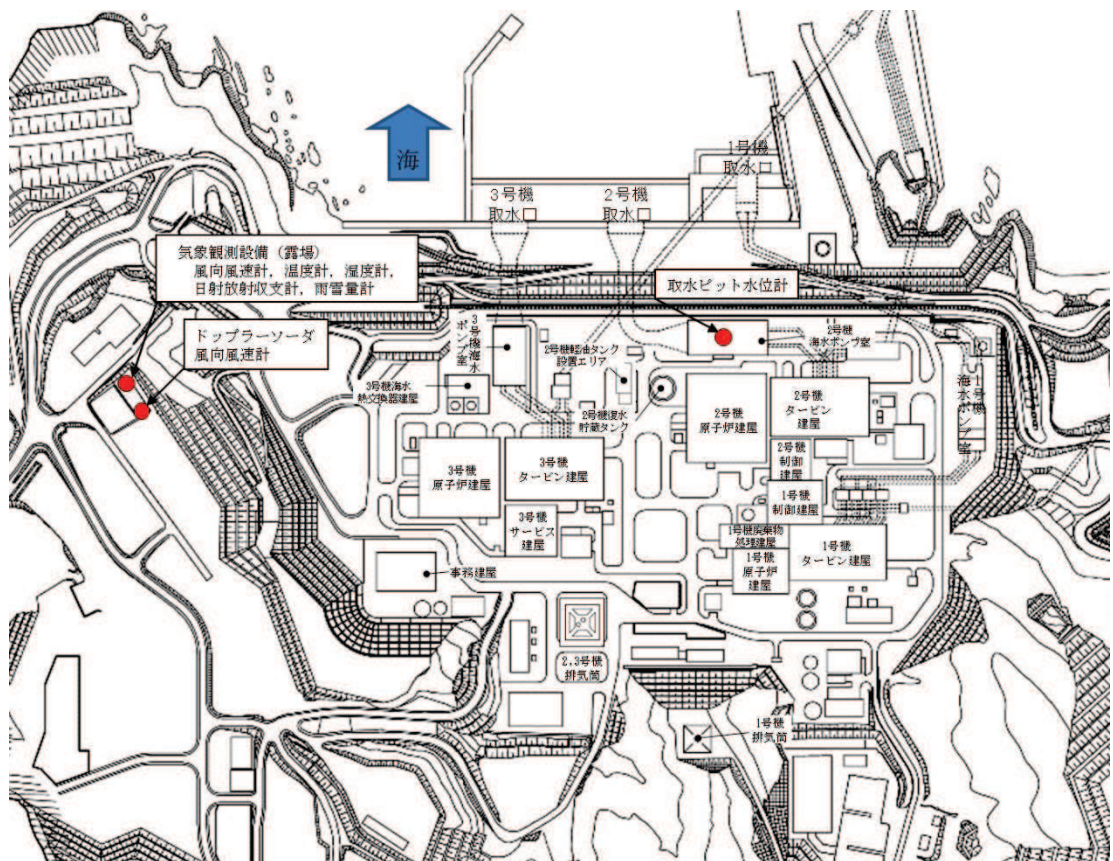 海
1号機
取水口
3号機
取水口
2号機
取水口
気象観測設備（露場）
風向風速計，温度計，湿度計，
日射放射収支計，雨雪量計
取水ピット水位計
ドップラーソーダ
風向風速計
3号機海水
ポンプ室
2号機軽油タンク
設置エリア
2号機
海水ポンプ室
3号機海水
熱交換器建屋
2号機復水
貯蔵タンク
2号機
原子炉建屋
2号機
タービン
建屋
1号機
海水ポンプ室
3号機
原子炉建屋
3号機
タービン建屋
2号機
制御
建屋
1号機
制御建屋
3号機
サービス
建屋
1号機廃棄物
処理建屋
1号機
原子炉
建屋
1号機
タービン建屋
事務建屋
2,3号機
排気筒
1号機
排気筒